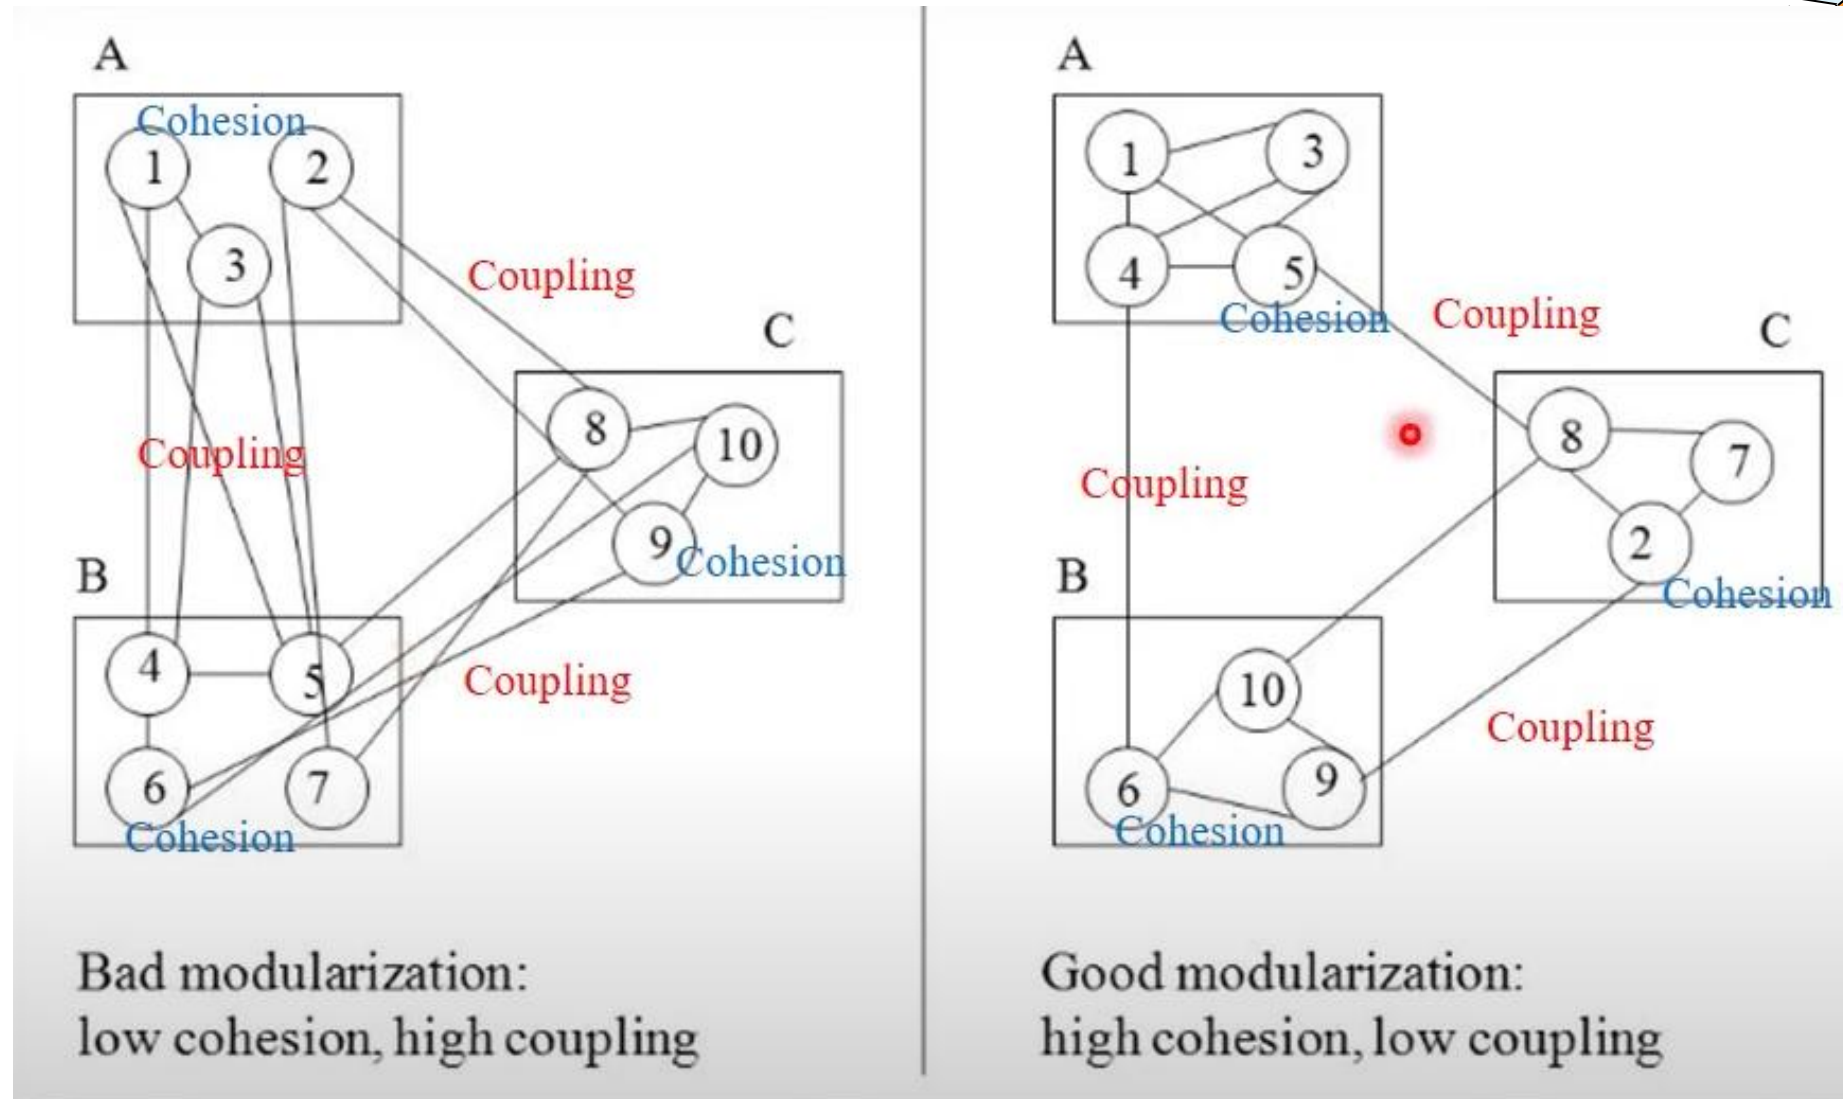 A
Cohesion
1
2
3
Coupling
C
8
10
Coupling
9
Cohesion
B
4
5
Coupling
6
7
Cohesion
Bad modularization:
low cohesion, high coupling
A
1
3
4
5
Cohesion
Coupling
C
8
7
Coupling
2
B
Cohesion
10
Coupling
6
9
Cohesion
Good modularization:
high cohesion, low coupling